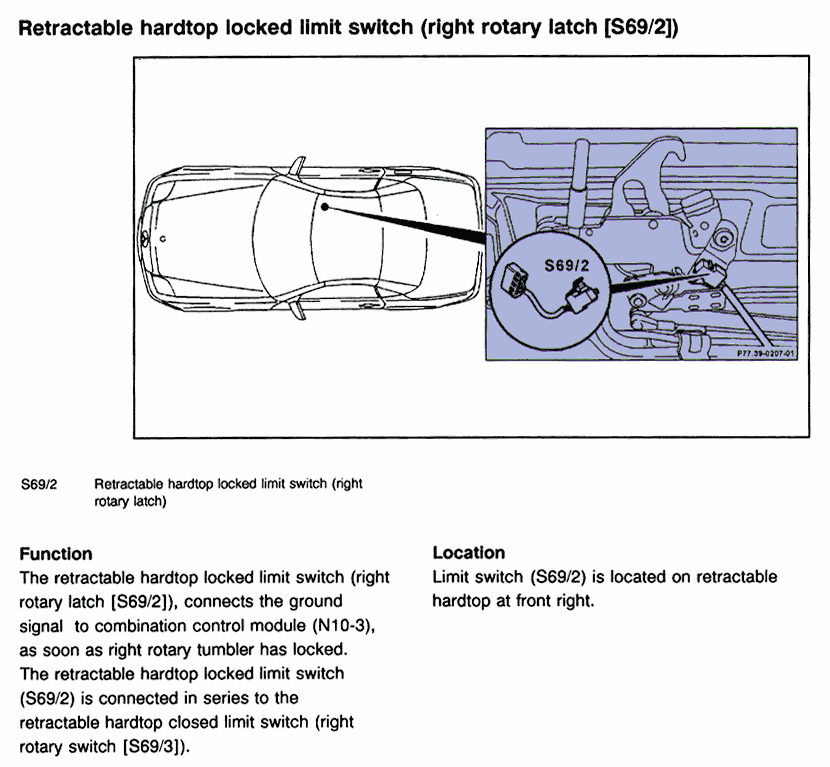 Retractable hardtop locked limit switch (right rotary latch [S69/2])
S69/2
P77.39-0207-01
S69/2 Retractable hardtop locked limit switch (right
rotary latch)
Function
The retractable hardtop locked limit switch (right
rotary latch [S69/2]), connects the ground
signal to combination control module (N10-3),
as soon as right rotary tumbler has locked.
The retractable hardtop locked limit switch
(S69/2) is connected in series to the
retractable hardtop closed limit switch (right
rotary switch [S69/3]).
Location
Limit switch (S69/2) is located on retractable
hardtop at front right.